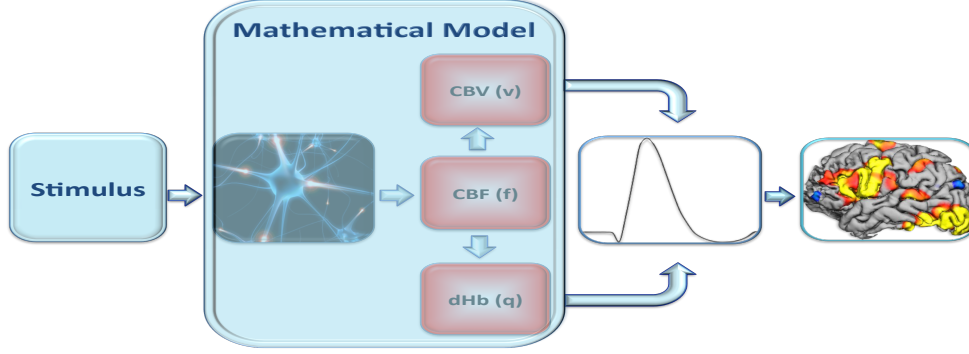 Mathematical Model
CBV (v)
Stimulus
CBF (f)
dHb (q)